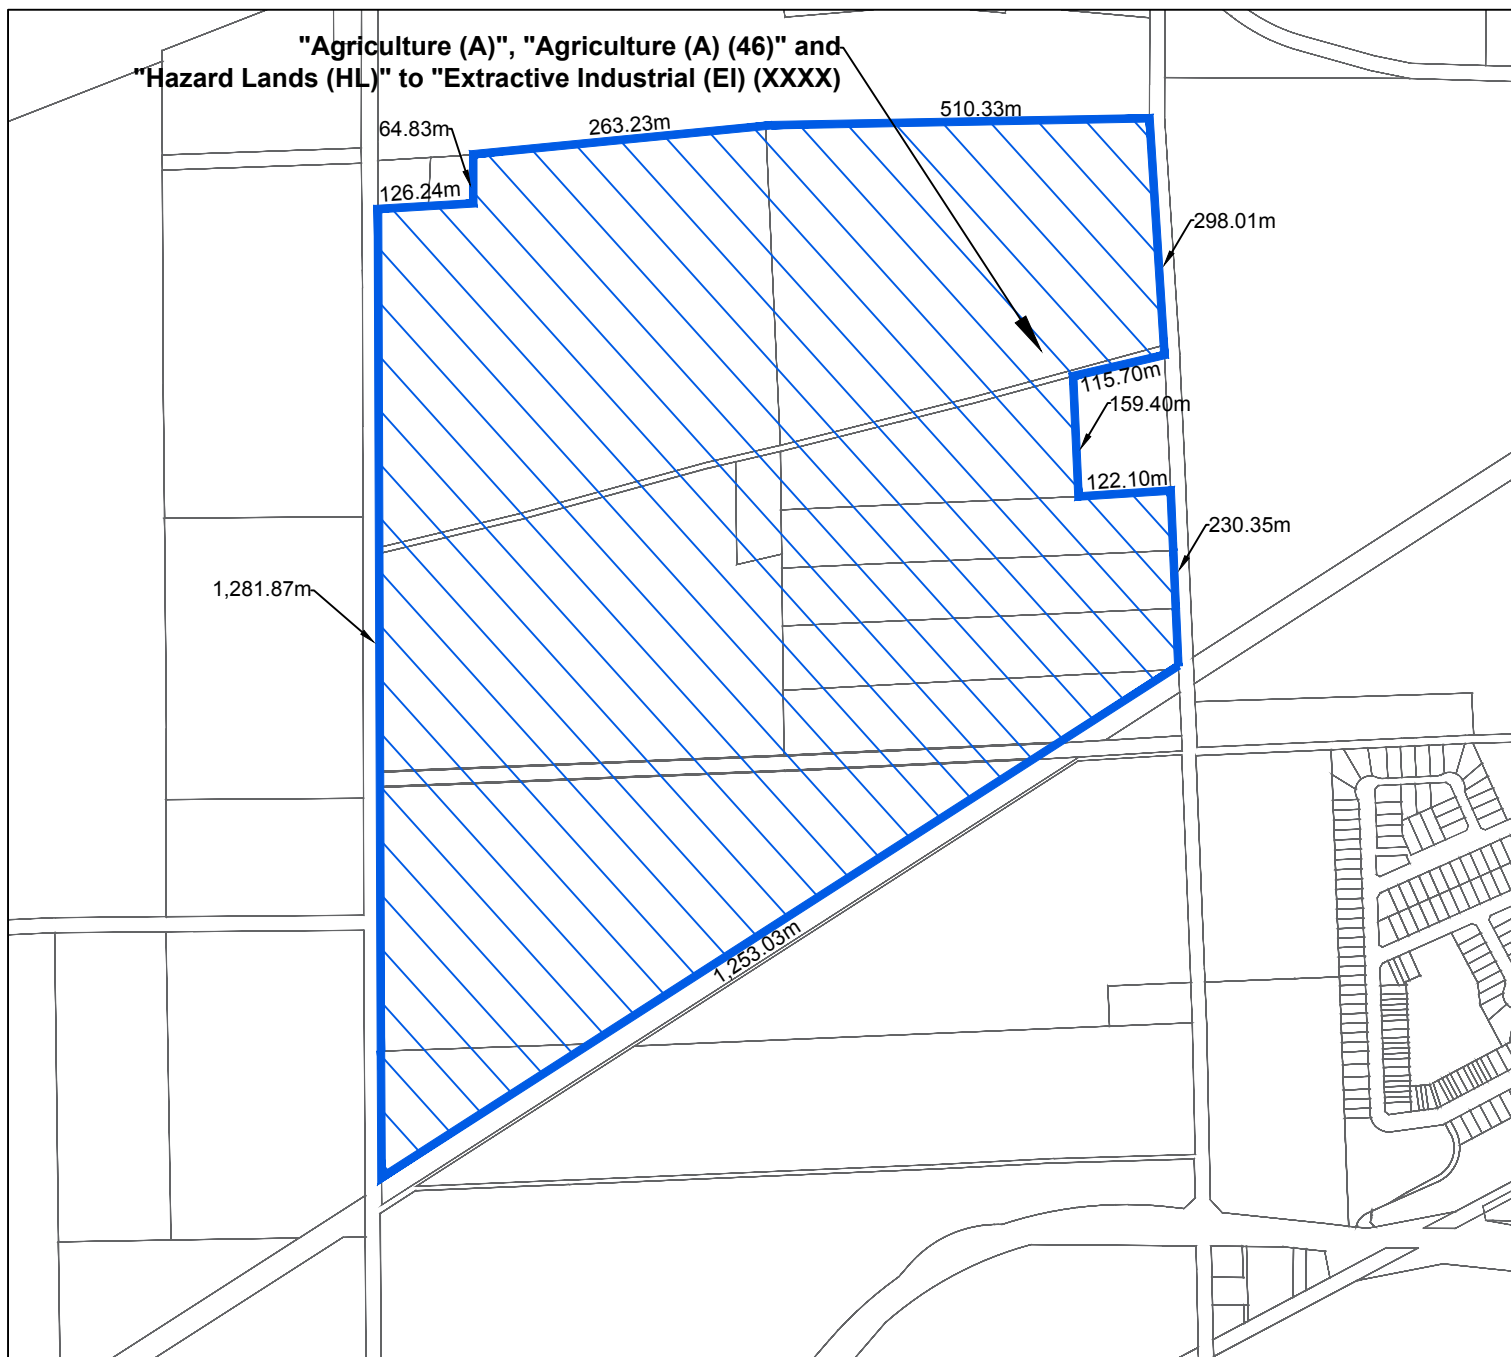 "Agriculture (A)", "Agriculture (A) (46)" and
"Hazard Lands (HL)" to "Extractive Industrial (EI) (XXXX)
510.33m
263.23m
64.83m
126.24m
298.01m
115.70m
159.40m
122.10m
230.35m
1,281.87m
1,253.03m